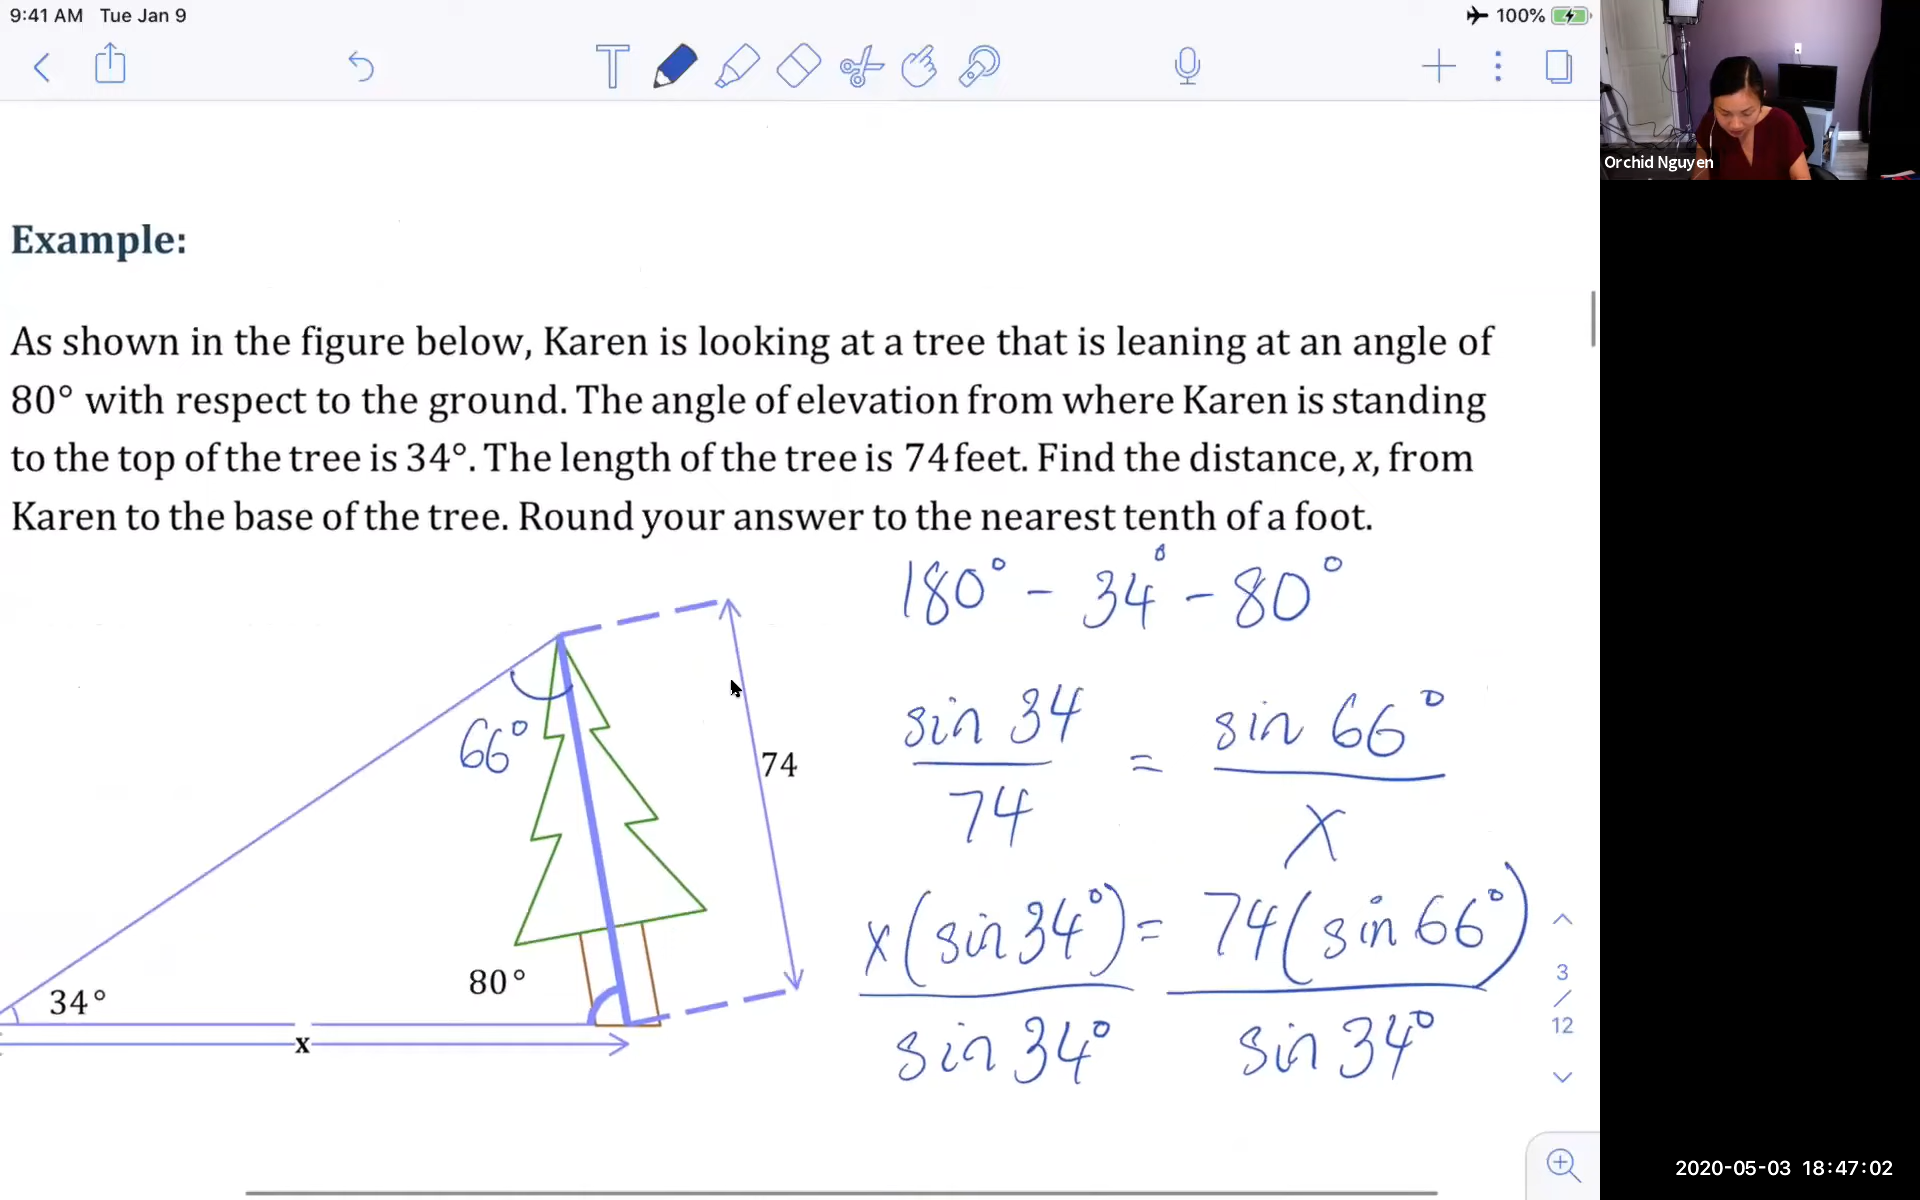 9:41 AM Tue Jan 9
100%
T
Orchid Nguyen
Example:
As shown in the figure below, Karen is looking at a tree that is leaning at an angle of
80° with respect to the ground. The angle of elevation from where Karen is standing
to the top of the tree is 34°. The length of the tree is 74 feet. Find the distance, x, from
Karen to the base of the tree. Round your answer to the nearest tenth of a foot.
180° - 34° - 80°
66°
74
80°
34°
x
sin 34 / 74 = sin 66° / x
x(sin 34°) / sin 34° = 74(sin 66°) / sin 34°
3
/
12
2020-05-03 18:47:02